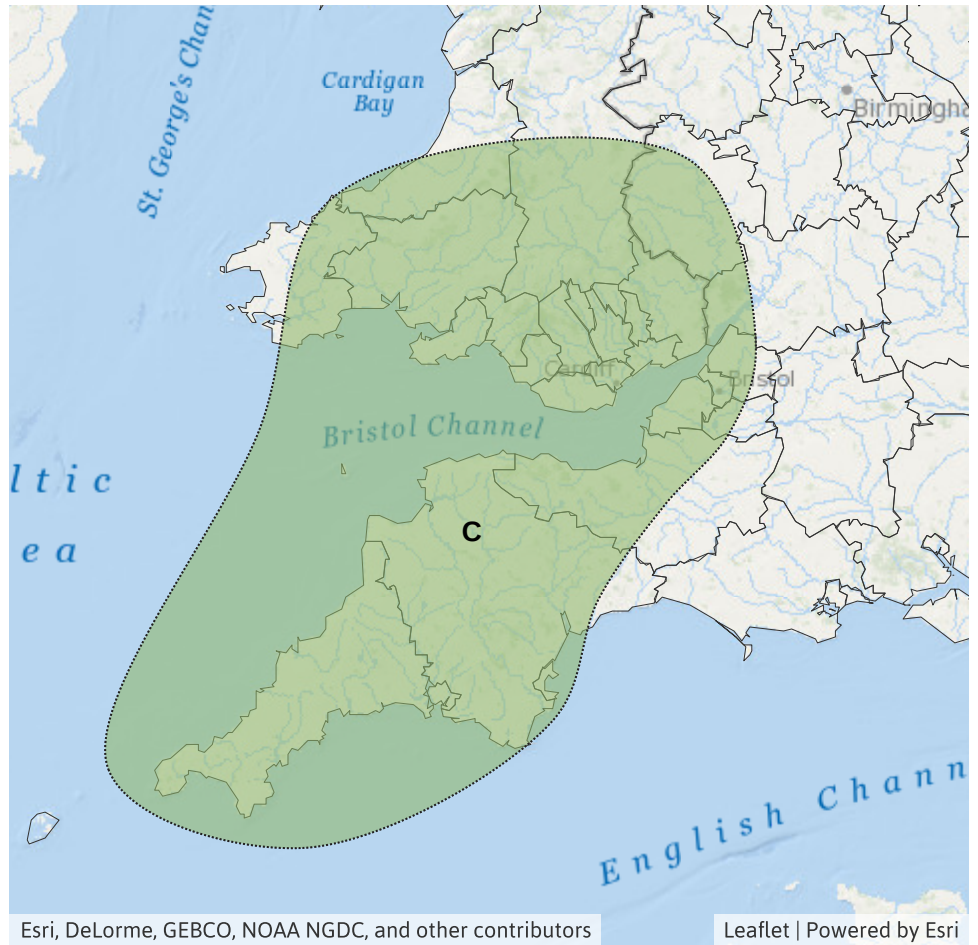 St. George's Chan
Cardigan
Bay
Birmingha
Cardiff
Bristol
Bristol Channel
ltic
ea
C
English Chann
Esri, DeLorme, GEBCO, NOAA NGDC, and other contributors
Leaflet | Powered by Esri